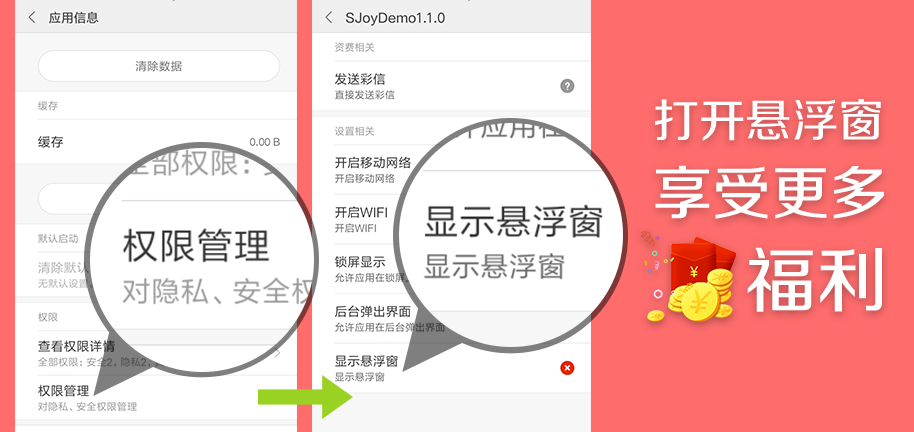 应用信息
清除数据
缓存
缓存
0.00 B
全部权限：
权限管理
对隐私、安全权
默认启动
清除默认
无默认设置
权限
查看权限详情
全部权限：安全2，隐私2，
权限管理
对隐私、安全权限管理
SJoyDemo1.1.0
资费相关
发送彩信
直接发送彩信
?
设置相关
开启移动网络
开启移动网络
开启WIFI
开启WIFI
锁屏显示
允许应用在锁屏
后台弹出界面
允许应用在后台弹出界面
显示悬浮窗
显示悬浮窗
许应用在
显示悬浮窗
显示悬浮窗
打开悬浮窗
享受更多
福利
¥
¥